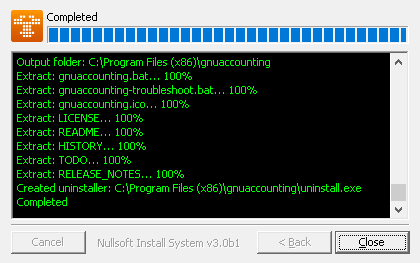 Completed
Output folder: C:\Program Files (x86)\gnuaccounting
Extract: gnuaccounting.bat... 100%
Extract: gnuaccounting-troubleshoot.bat... 100%
Extract: gnuaccounting.ico... 100%
Extract: LICENSE... 100%
Extract: README... 100%
Extract: HISTORY... 100%
Extract: TODO... 100%
Extract: RELEASE_NOTES... 100%
Created uninstaller: C:\Program Files (x86)\gnuaccounting\uninstall.exe
Completed
Cancel Nullsoft Install System v3.0b1 < Back Close